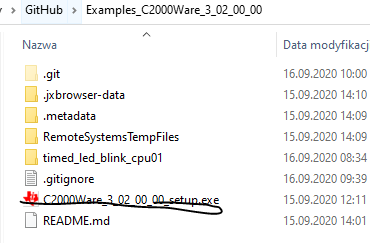 GitHub > Examples_C2000Ware_3_02_00_00
Nazwa Data modyfikacj
.git 16.09.2020 10:00
.jxbrowser-data 15.09.2020 14:10
.metadata 15.09.2020 14:09
RemoteSystemsTempFiles 15.09.2020 14:09
timed_led_blink_cpu01 16.09.2020 08:34
.gitignore 16.09.2020 09:39
C2000Ware_3_02_00_00_setup.exe 15.09.2020 12:11
README.md 15.09.2020 14:01